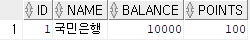 ID NAME BALANCE POINTS
1 1 국민은행 10000 100